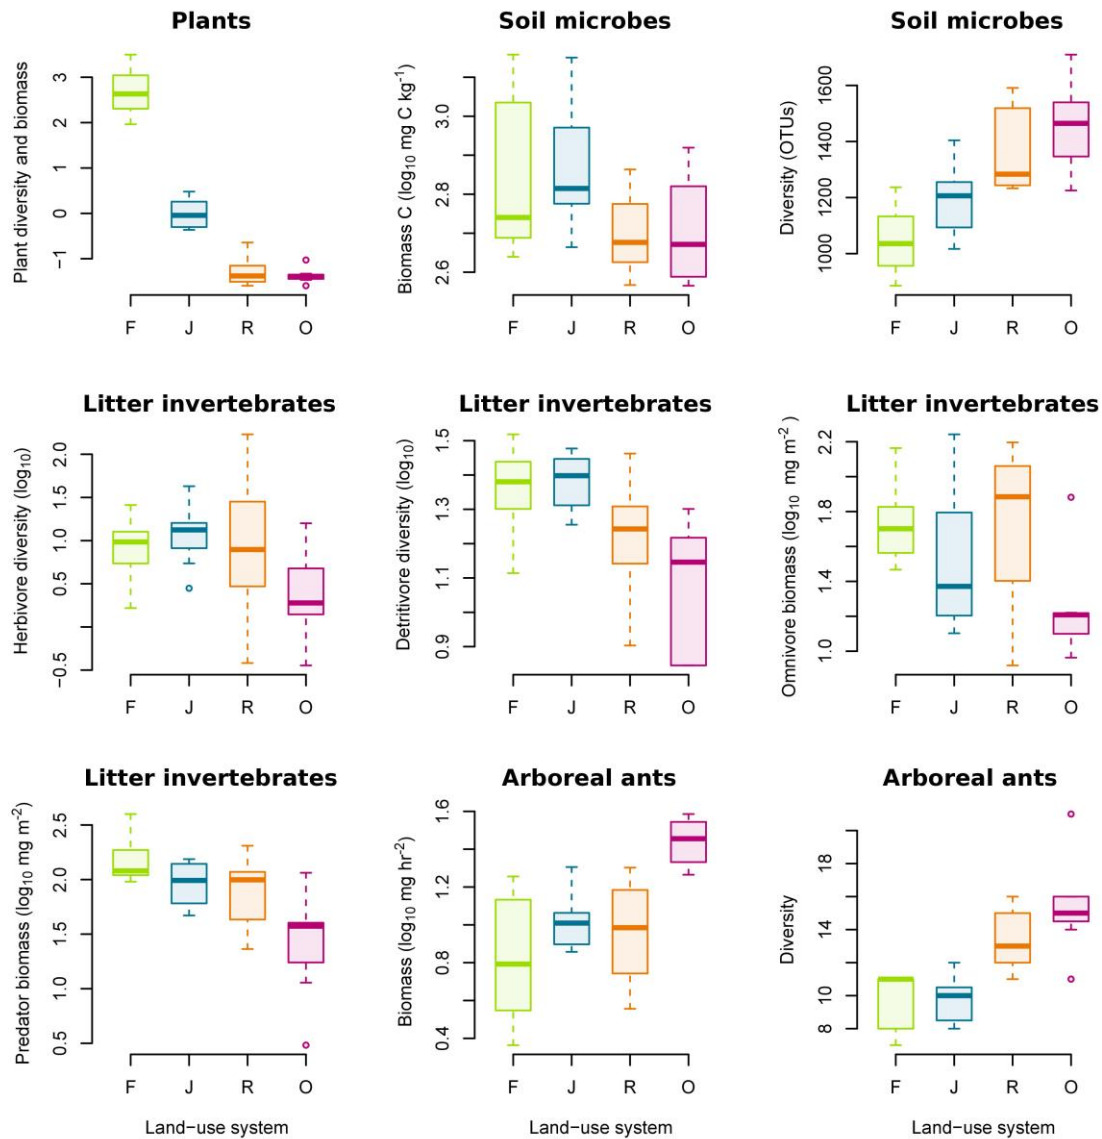 Plants
Soil microbes
Soil microbes
Plant diversity and biomass
3
2
1
0
−1
F J R O
Biomass C (log₁₀ mg C kg⁻¹)
3.0
2.8
2.6
F J R O
Diversity (OTUs)
1600
1400
1200
1000
F J R O
Litter invertebrates
Litter invertebrates
Litter invertebrates
Herbivore diversity (log₁₀)
2.0
1.5
1.0
0.5
−0.5
F J R O
Detritivore diversity (log₁₀)
1.5
1.3
1.1
0.9
F J R O
Omnivore biomass (log₁₀ mg m⁻²)
2.2
1.8
1.4
1.0
F J R O
Litter invertebrates
Arboreal ants
Arboreal ants
Predator biomass (log₁₀ mg m⁻²)
2.5
2.0
1.5
1.0
0.5
F J R O
Land−use system
Biomass (log₁₀ mg hr⁻²)
1.6
1.2
0.8
0.4
F J R O
Land−use system
Diversity
18
14
10
8
F J R O
Land−use system